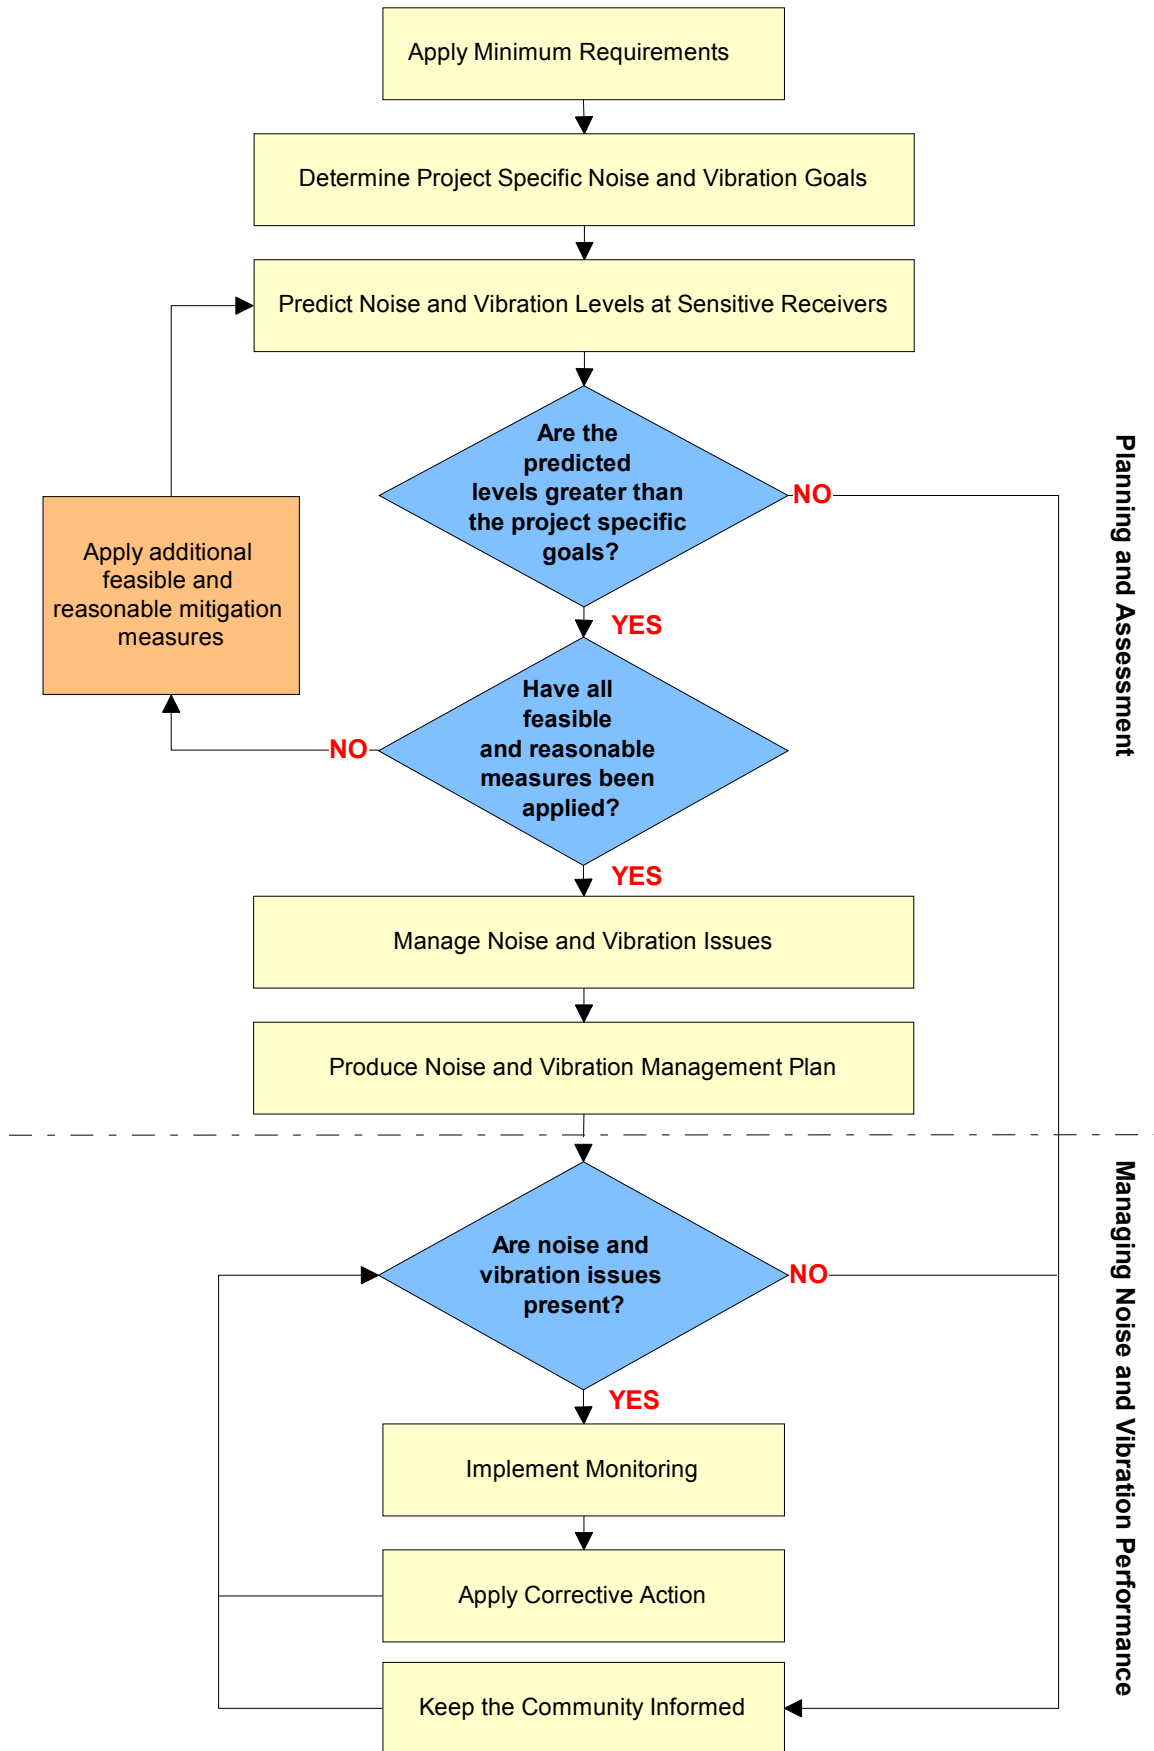 Apply Minimum Requirements
Determine Project Specific Noise and Vibration Goals
Predict Noise and Vibration Levels at Sensitive Receivers
Are the
predicted
levels greater than
the project specific
goals?
NO
YES
Apply additional
feasible and
reasonable mitigation
measures
Have all
feasible
and reasonable
measures been
applied?
NO
YES
Manage Noise and Vibration Issues
Produce Noise and Vibration Management Plan
Planning and Assessment
Are noise and
vibration issues
present?
NO
YES
Implement Monitoring
Apply Corrective Action
Keep the Community Informed
Managing Noise and Vibration Performance